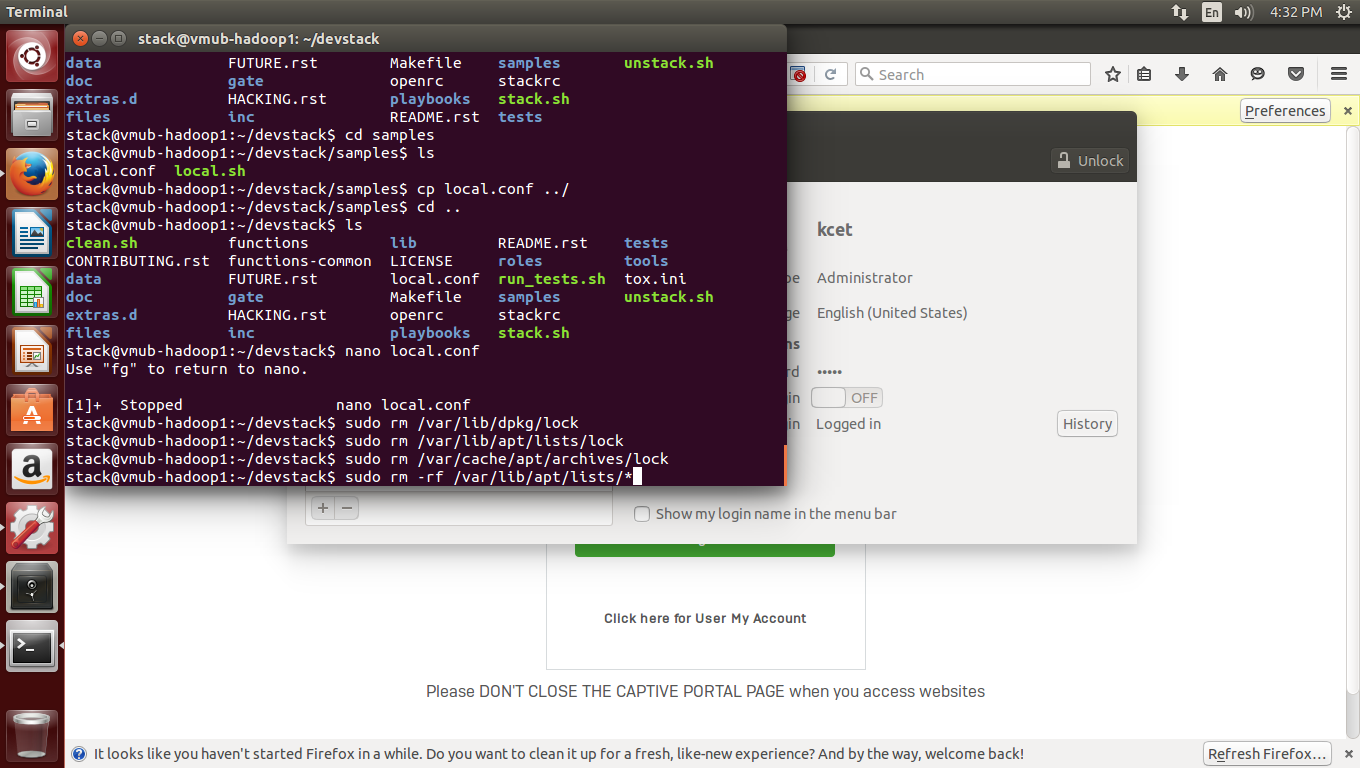 Terminal
En
4:32 PM
stack@vmub-hadoop1: ~/devstack
data FUTURE.rst Makefile samples unstack.sh
doc gate openrc stackrc
extras.d HACKING.rst playbooks stack.sh
files inc README.rst tests
stack@vmub-hadoop1:~/devstack$ cd samples
stack@vmub-hadoop1:~/devstack/samples$ ls
local.conf local.sh
stack@vmub-hadoop1:~/devstack/samples$ cp local.conf ../
stack@vmub-hadoop1:~/devstack/samples$ cd ..
stack@vmub-hadoop1:~/devstack$ ls
clean.sh functions lib README.rst tests
CONTRIBUTING.rst functions-common LICENSE roles tools
data FUTURE.rst local.conf run_tests.sh tox.ini
doc gate Makefile samples unstack.sh
extras.d HACKING.rst openrc stackrc
files inc playbooks stack.sh
stack@vmub-hadoop1:~/devstack$ nano local.conf
Use "fg" to return to nano.
[1]+ Stopped nano local.conf
stack@vmub-hadoop1:~/devstack$ sudo rm /var/lib/dpkg/lock
stack@vmub-hadoop1:~/devstack$ sudo rm /var/lib/apt/lists/lock
stack@vmub-hadoop1:~/devstack$ sudo rm /var/cache/apt/archives/lock
stack@vmub-hadoop1:~/devstack$ sudo rm -rf /var/lib/apt/lists/*
Search
Preferences
Unlock
kcet
Administrator
English (United States)
•••••
OFF
Logged in
History
Show my login name in the menu bar
Click here for User My Account
Please DON'T CLOSE THE CAPTIVE PORTAL PAGE when you access websites
It looks like you haven't started Firefox in a while. Do you want to clean it up for a fresh, like-new experience? And by the way, welcome back!
Refresh Firefox...